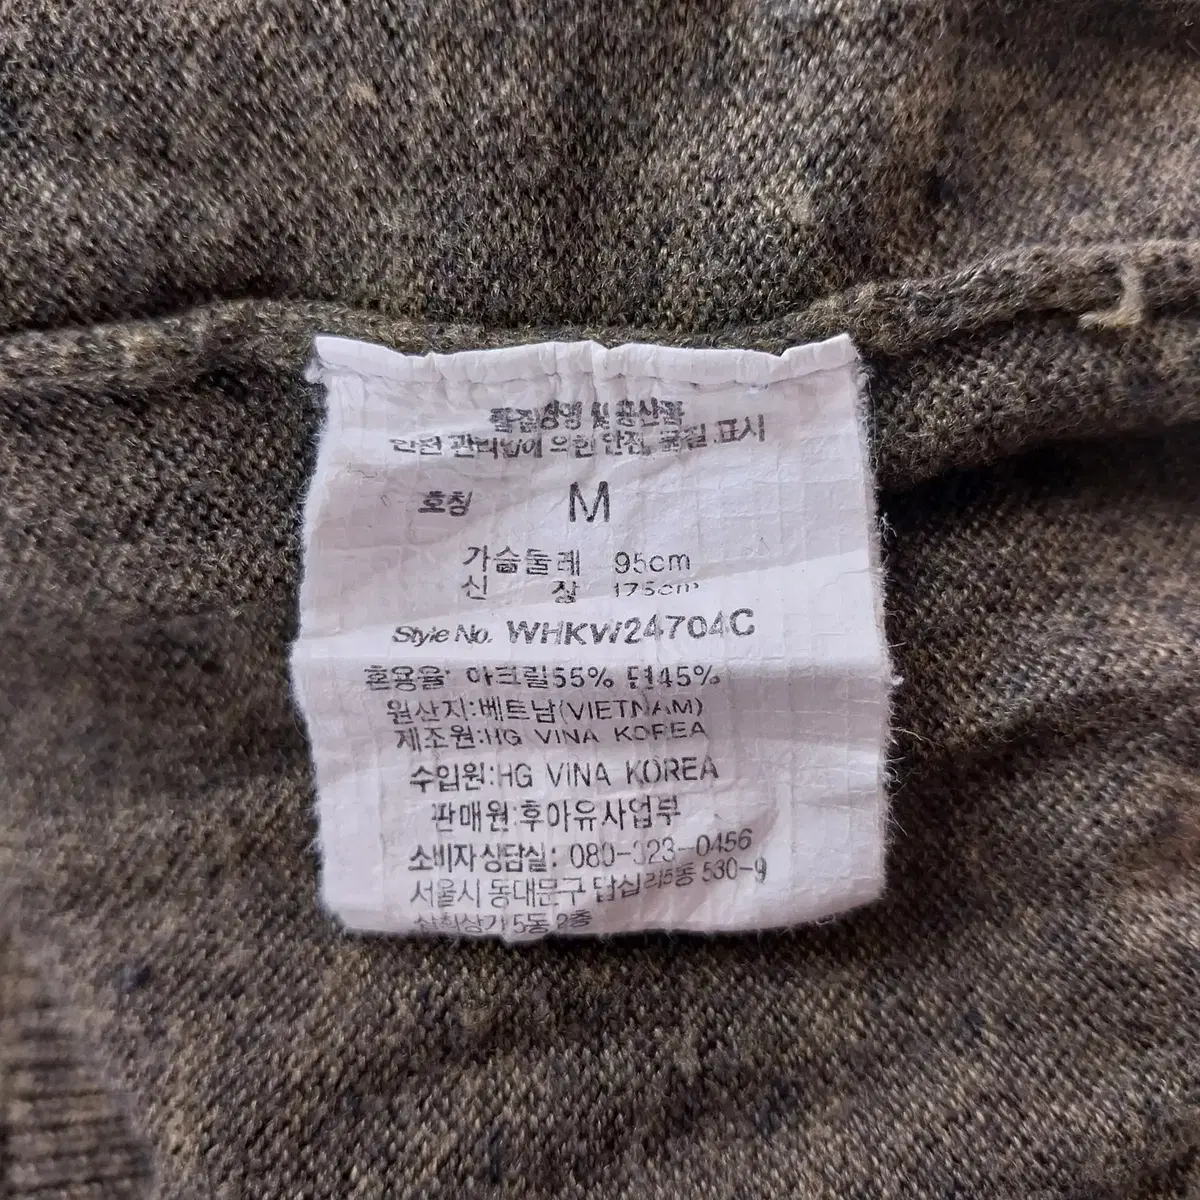 품질경영 및 공산품
안전 관리법에 의한 안전, 품질 표시
호칭 M
가슴둘레 95cm
신 장 175cm
Style No. WHKW24704C
혼용율: 아크릴55% 면45%
원산지:베트남(VIETNAM)
제조원:HG VINA KOREA
수입원:HG VINA KOREA
판매원:후아유사업부
소비자상담실: 080-323-0456
서울시 동대문구 답십리5동 530-9
5동 2층